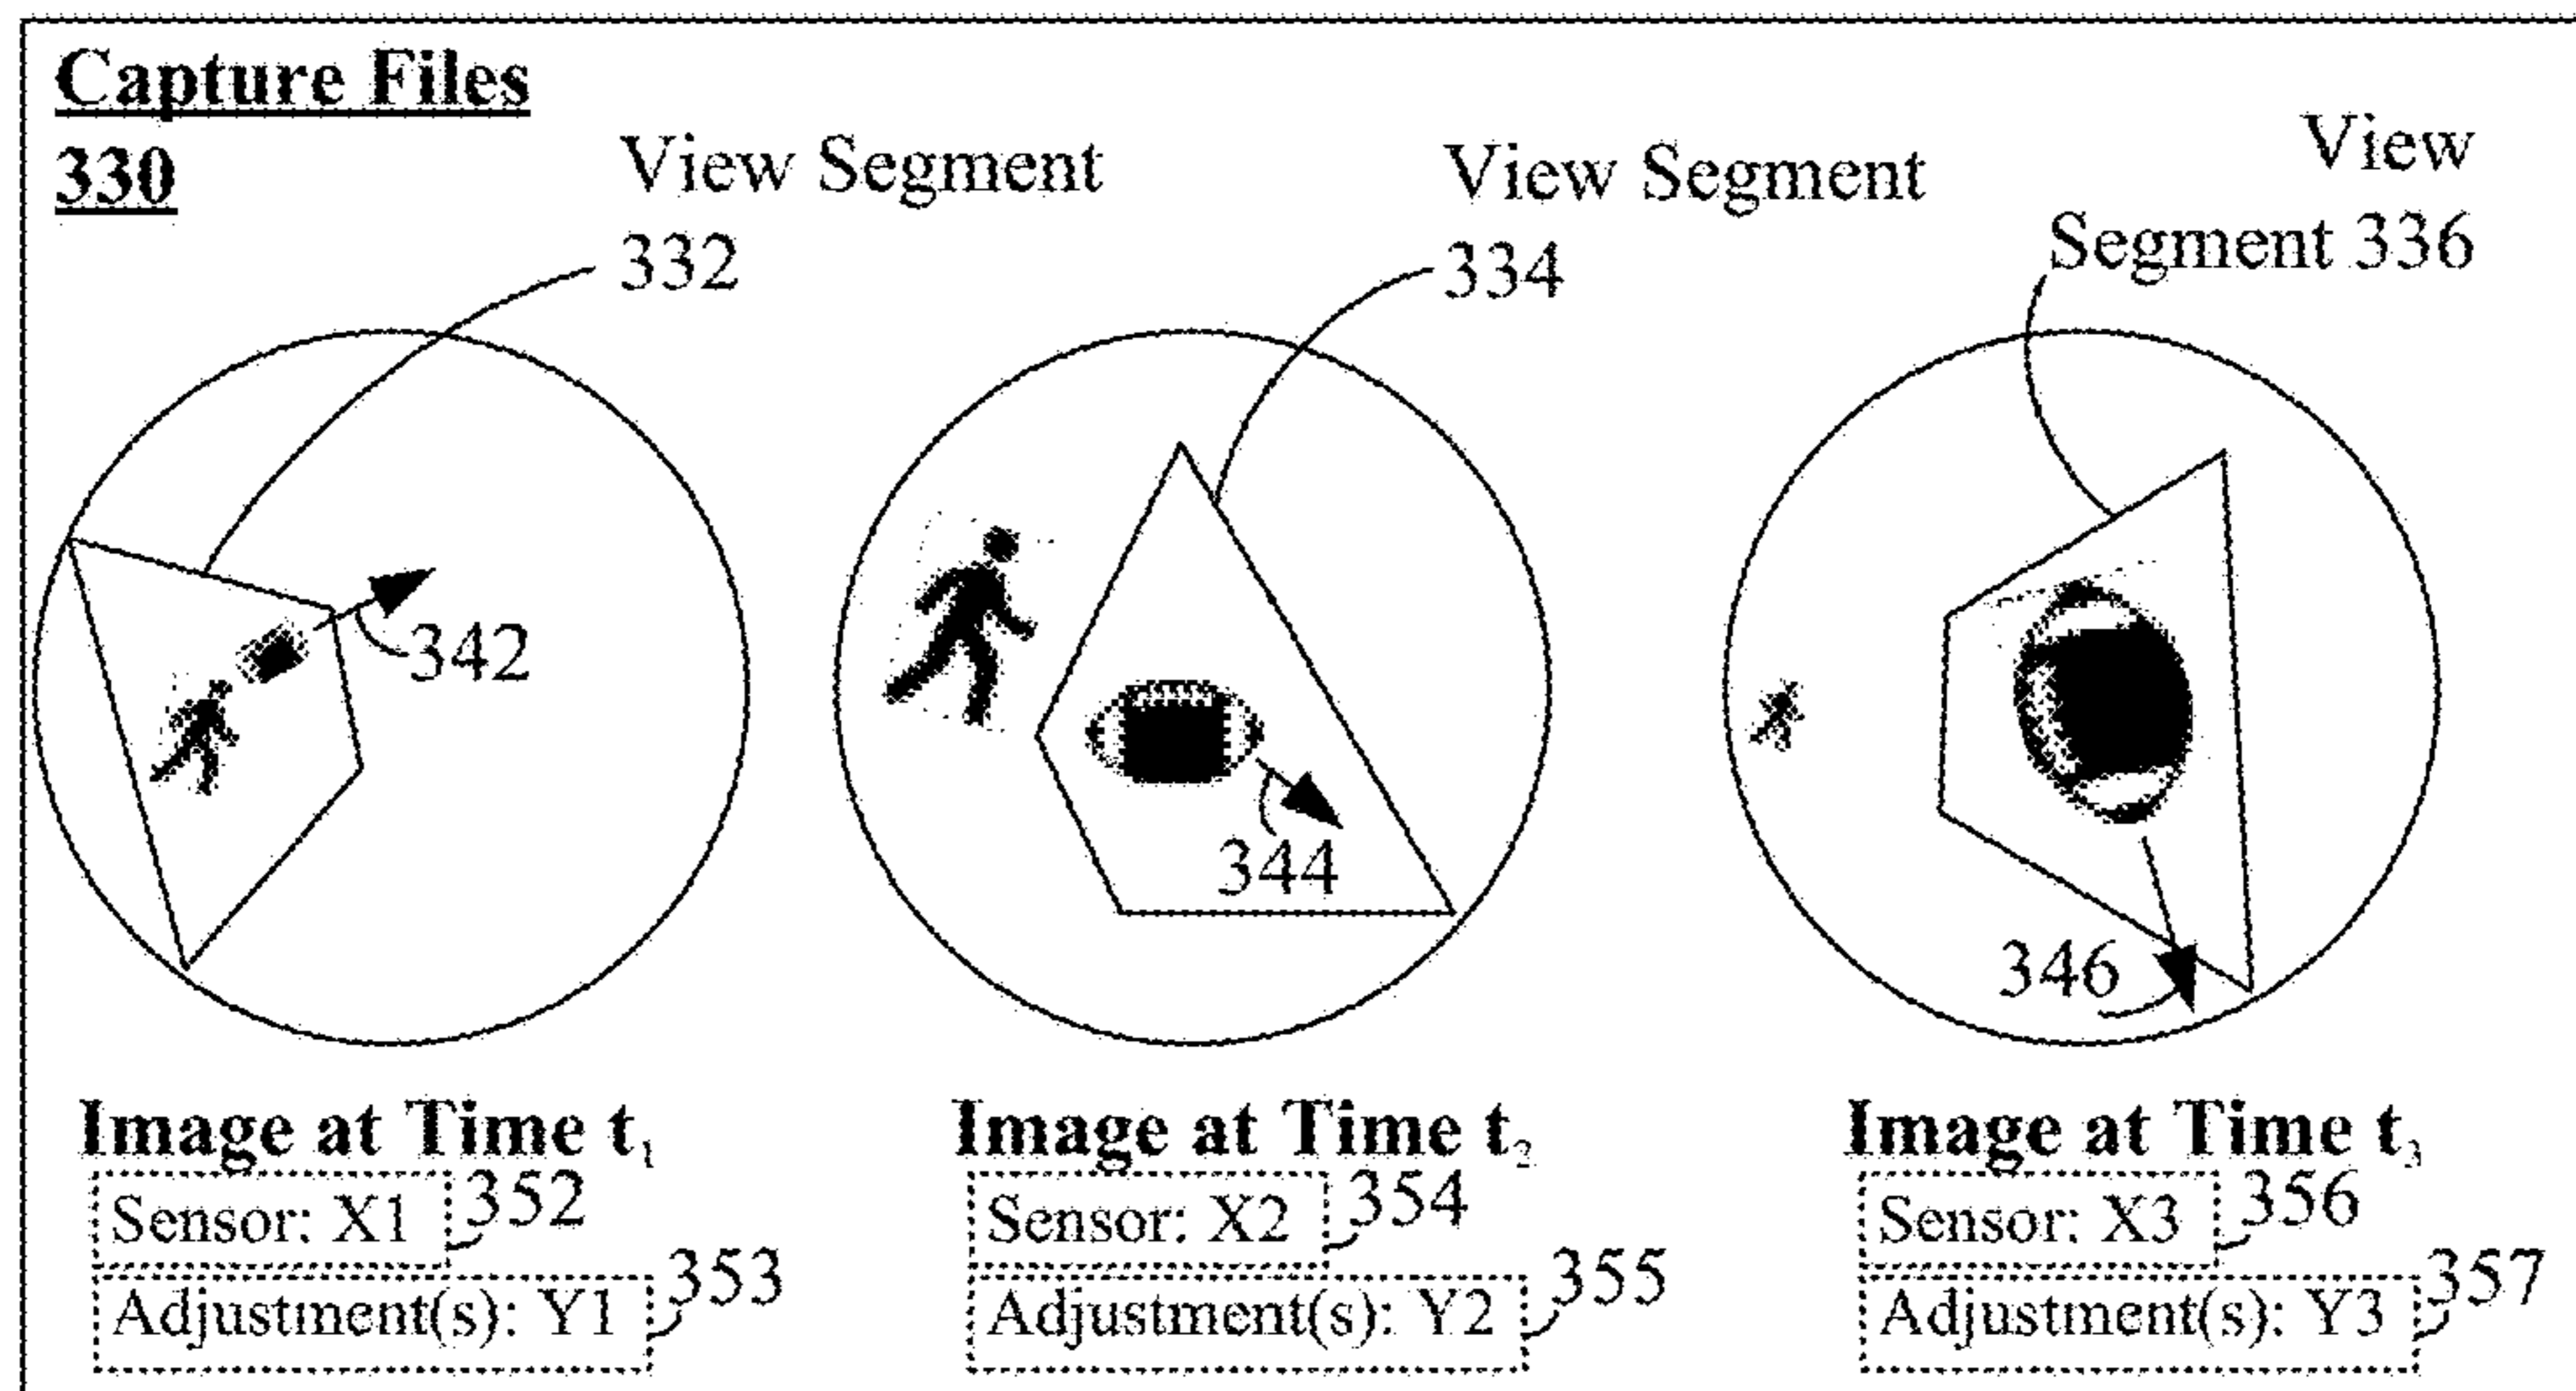 Capture Files
330
View Segment
332
View Segment
334
View
Segment 336
342
344
346
Image at Time t₁
Sensor: X1 352
Adjustment(s): Y1 353
Image at Time t₂
Sensor: X2 354
Adjustment(s): Y2 355
Image at Time t₃
Sensor: X3 356
Adjustment(s): Y3 357